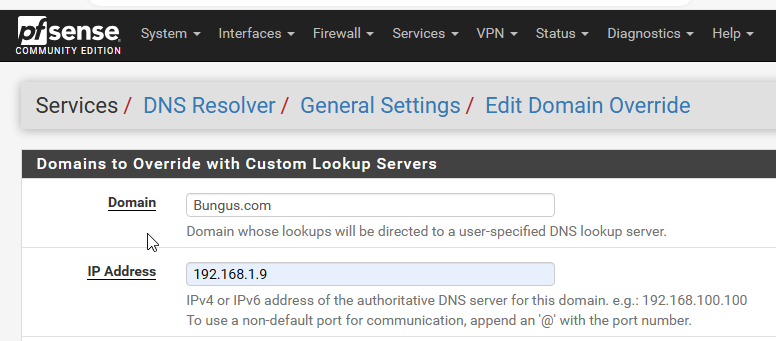 pfsense
COMMUNITY EDITION
System Interfaces Firewall Services VPN Status Diagnostics Help
Services / DNS Resolver / General Settings / Edit Domain Override
Domains to Override with Custom Lookup Servers
Domain Bungus.com
Domain whose lookups will be directed to a user-specified DNS lookup server.
IP Address 192.168.1.9
IPv4 or IPv6 address of the authoritative DNS server for this domain. e.g.: 192.168.100.100
To use a non-default port for communication, append an '@' with the port number.